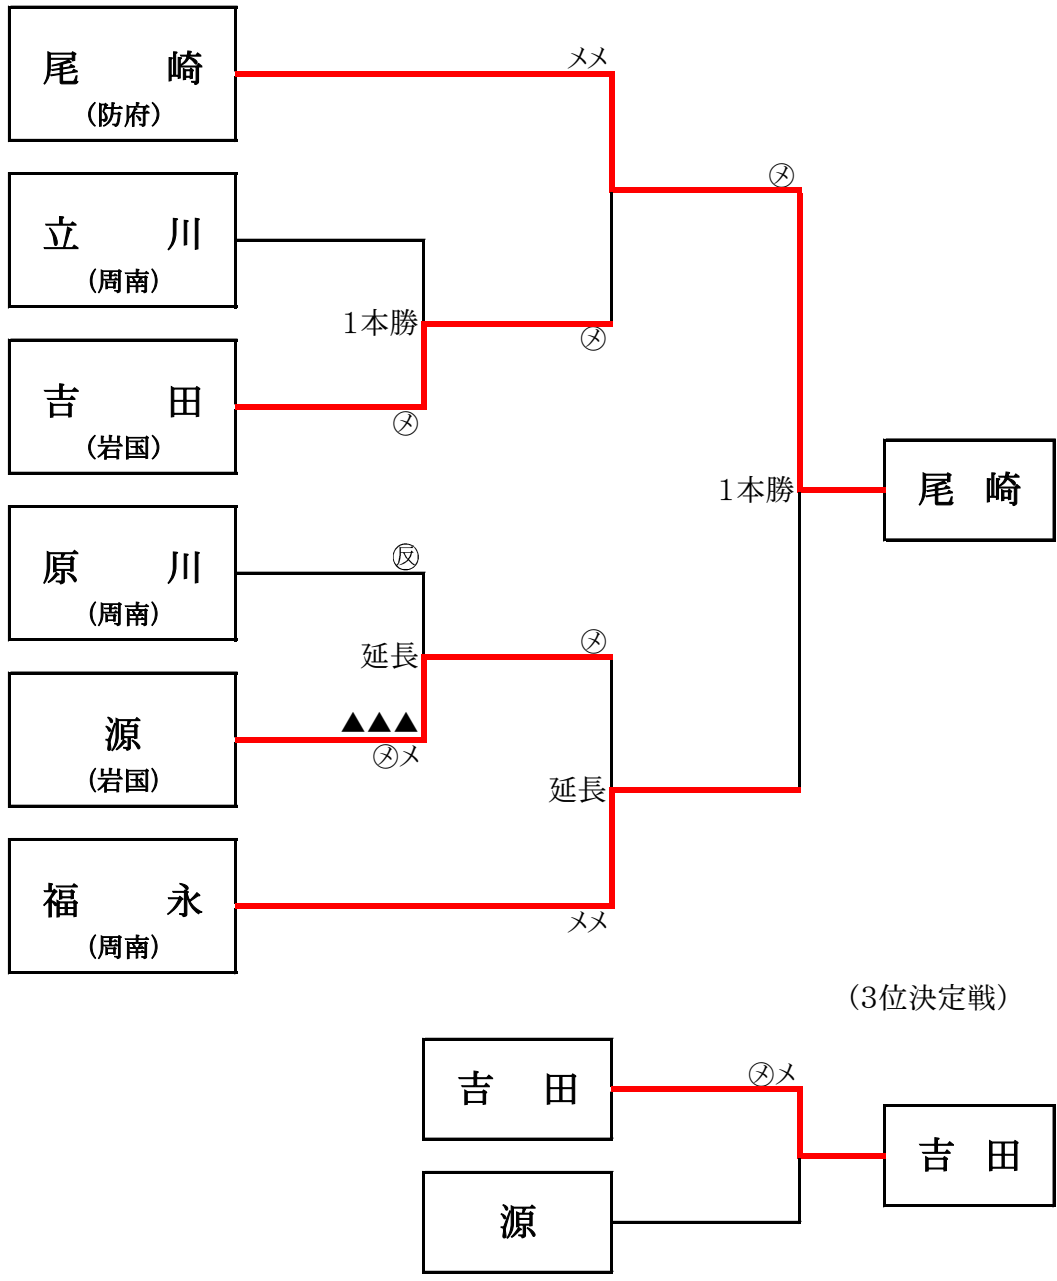 尾 崎
(防府)
メメ
㋱
立 川
(周南)
1本勝
㋱
吉 田
(岩国)
㋱
1本勝
尾 崎
原 川
(周南)
反
延長
㋱
源
(岩国)
▲▲▲
㋱メ
延長
福 永
(周南)
メメ
(3位決定戦)
吉 田
㋱メ
吉 田
源